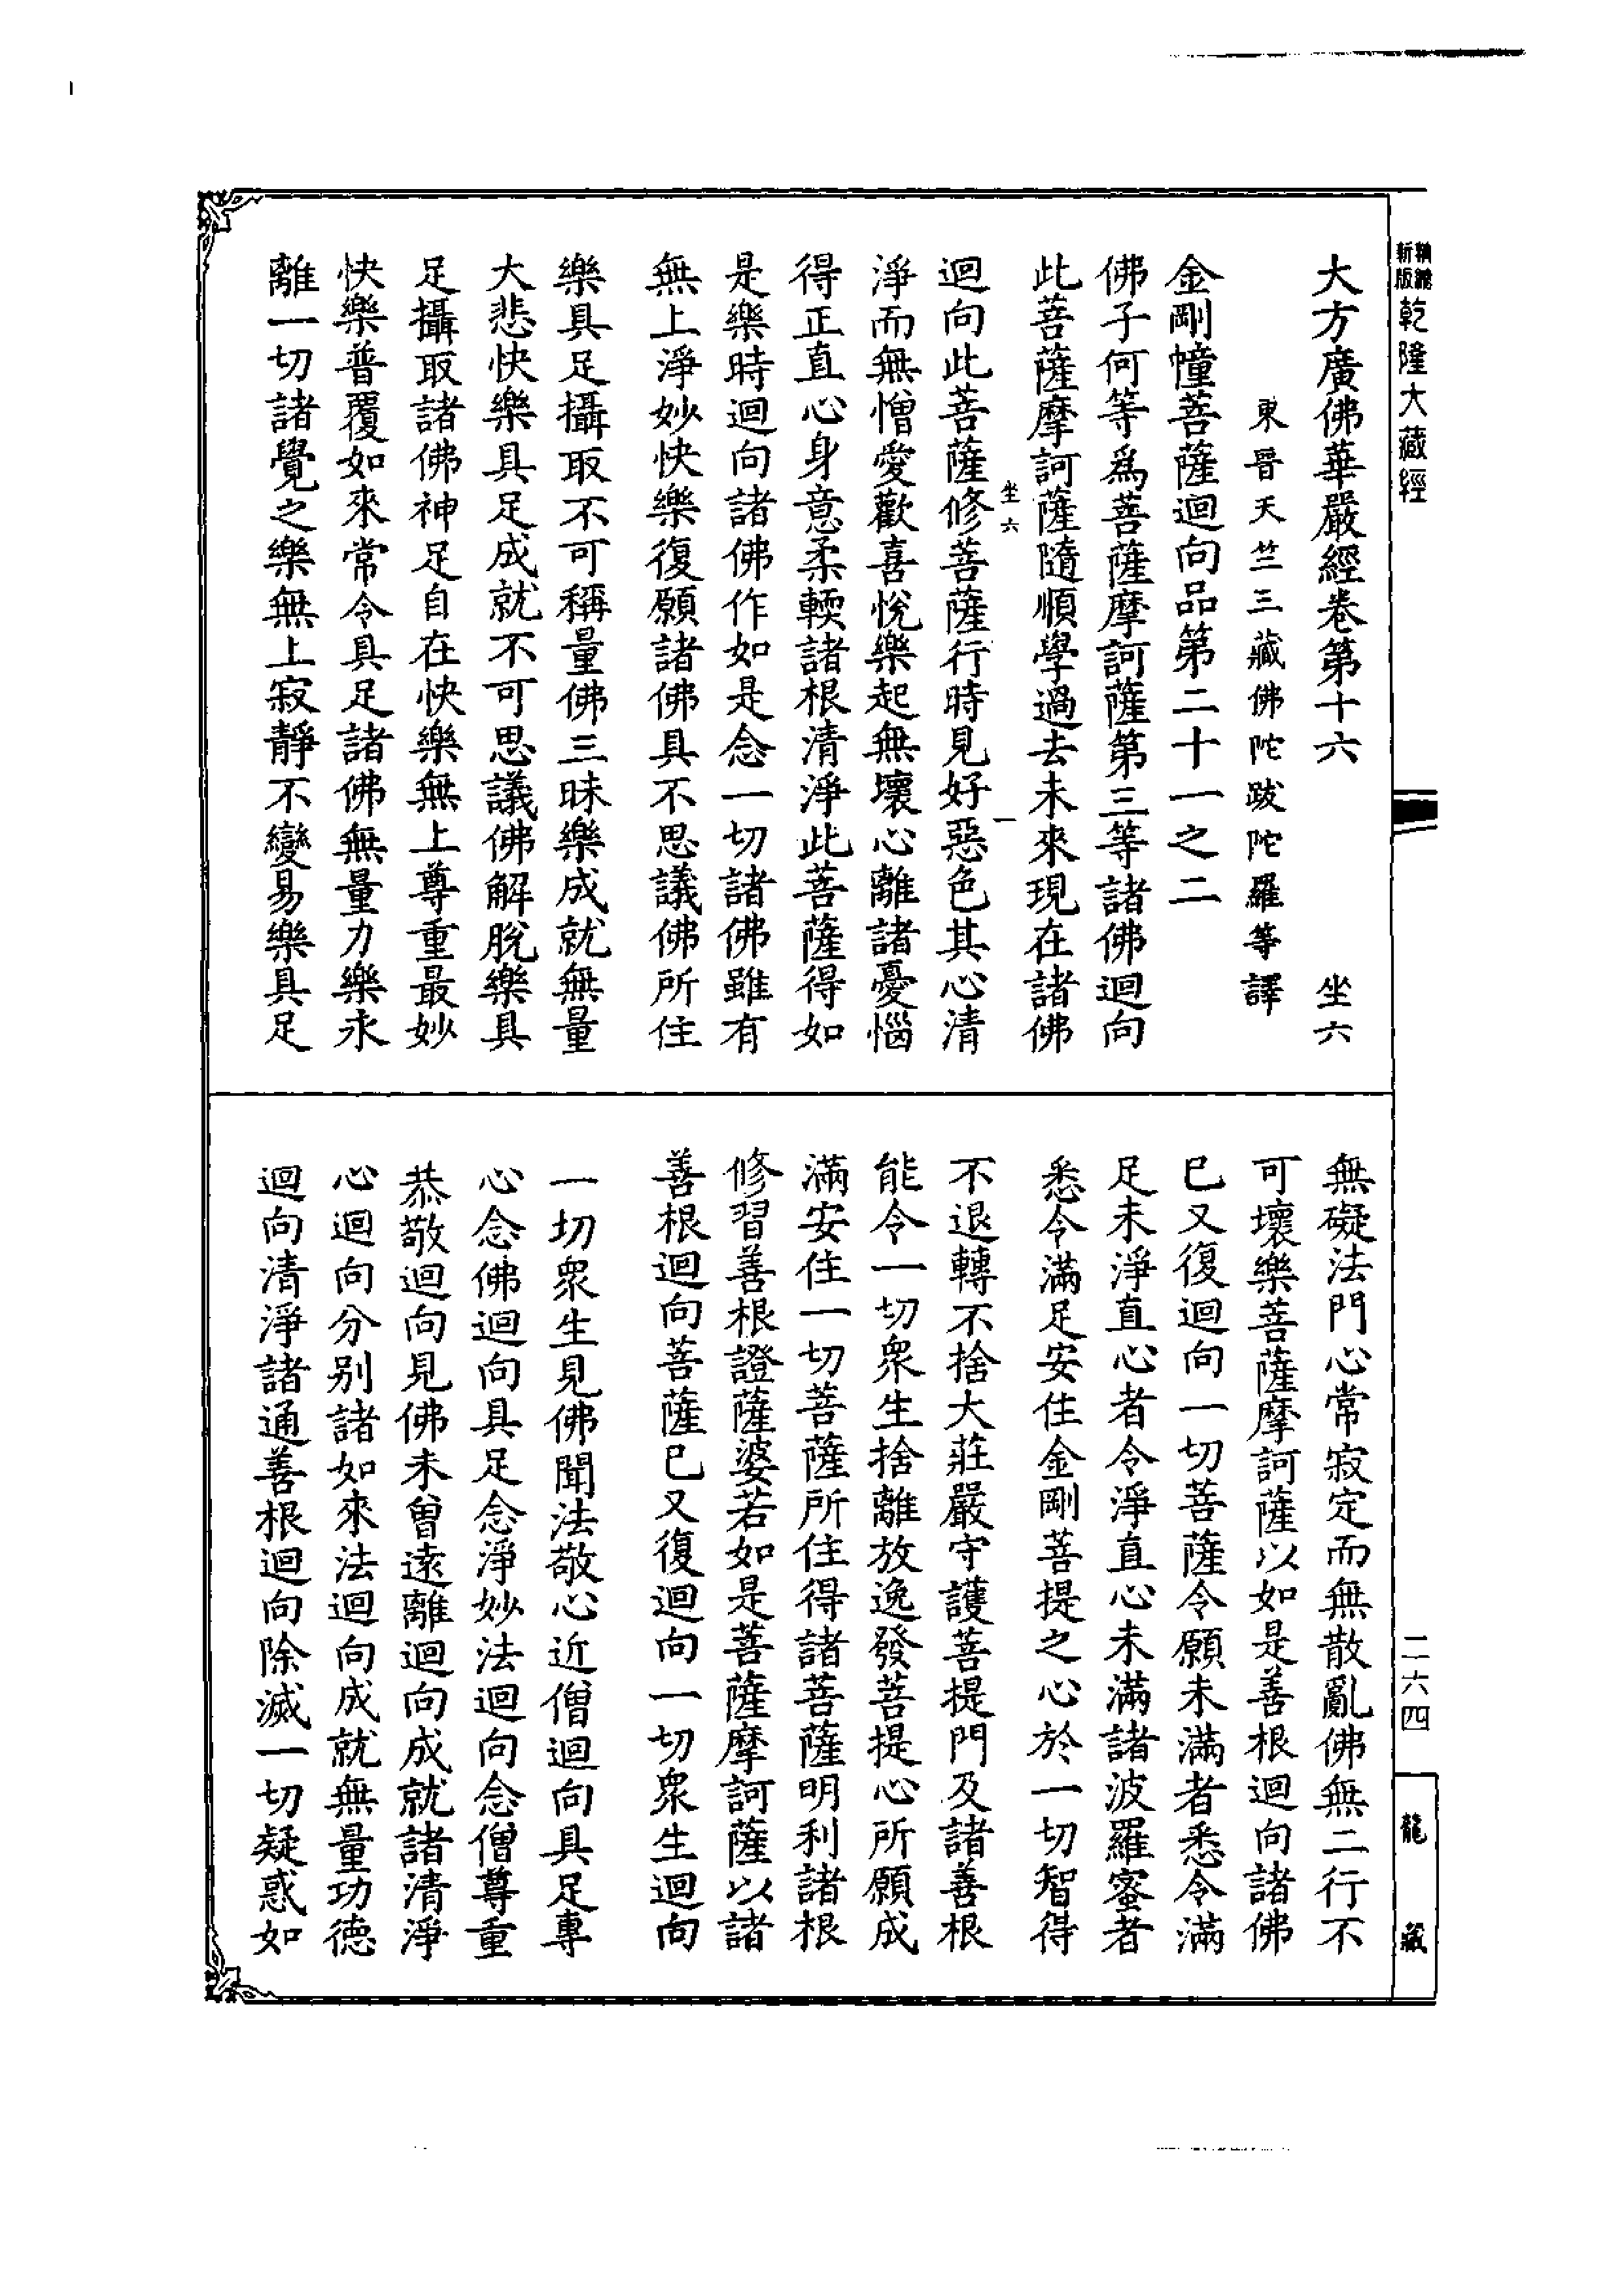 新版精縮乾隆大藏經
二六四
龍藏
大方廣佛華嚴經卷第十六 坐六
東晉天竺三藏佛陀跋陀羅等譯
金剛幢菩薩迴向品第二十一之二
佛子何等爲菩薩摩訶薩第三等諸佛迴向
此菩薩摩訶薩隨順學過去未來現在諸佛
坐六 一
迴向此菩薩修菩薩行時見好惡色其心清
淨而無憎愛歡喜悅樂起無壞心離諸憂惱
得正直心身意柔輭諸根清淨此菩薩得如
是樂時迴向諸佛作如是念一切諸佛雖有
無上淨妙快樂復願諸佛具不思議佛所住
樂具足攝取不可稱量佛三昧樂成就無量
大悲快樂具足成就不可思議佛解脫樂具
足攝取諸佛神足自在快樂無上尊重最妙
快樂普覆如來常令具足諸佛無量力樂永
離一切諸覺之樂無上寂靜不變易樂具足
無礙法門心常寂定而無散亂佛無二行不
可壞樂菩薩摩訶薩以如是善根迴向諸佛
已又復迴向一切菩薩令願未滿者悉令滿
足未淨直心者令淨直心未滿諸波羅蜜者
悉令滿足安住金剛菩提之心於一切智得
不退轉不捨大莊嚴守護菩提門及諸善根
能令一切衆生捨離放逸發菩提心所願成
滿安住一切菩薩所住得諸菩薩明利諸根
修習善根證薩婆若如是菩薩摩訶薩以諸
善根迴向菩薩已又復迴向一切衆生迴向
一切衆生見佛聞法敬心近僧迴向具足專
心念佛迴向具足念淨妙法迴向念僧尊重
恭敬迴向見佛未曾遠離迴向成就諸清淨
心迴向分别諸如來法迴向成就無量功德
迴向清淨諸通善根迴向除滅一切疑惑如